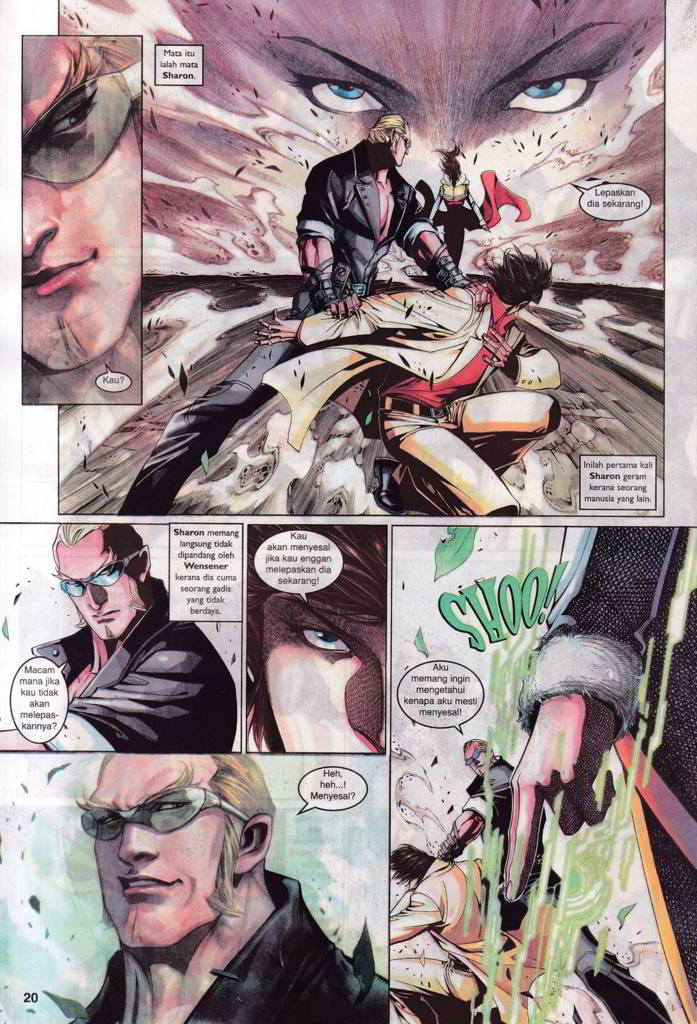 Mata itu
ialah mata
Sharon.
Kau?
Lepaskan
dia sekarang!
Inilah pertama kali
Sharon geram
kerana seorang
manusia yang lain.
Sharon memang
langsung tidak
dipandang oleh
Wensener
kerana dia cuma
seorang gadis
yang tidak
berdaya.
Macam
mana jika
kau tidak
akan
melepas-
kannya?
Kau
akan menyesal
jika kau enggan
melepaskan dia
sekarang!
SHOO!
Aku
memang ingin
mengetahui
kenapa aku mesti
menyesal!
Heh,
heh...!
Menyesal?
20